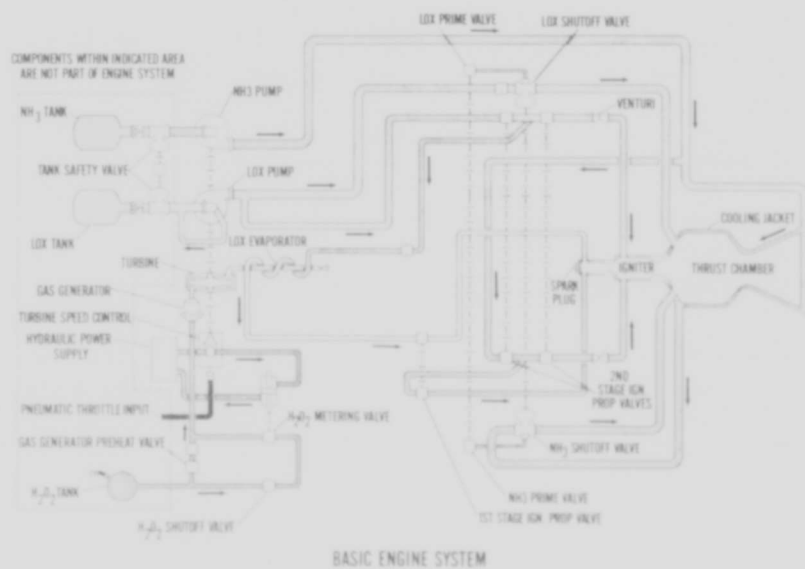 LOX PRIME VALVE
LOX SHUTOFF VALVE
COMPONENTS WITHIN INDICATED AREA
ARE NOT PART OF ENGINE SYSTEM
NH3 PUMP
VENTURI
NH3 TANK
TANK SAFETY VALVE
LOX PUMP
LOX TANK
LOX EVAPORATOR
COOLING JACKET
TURBINE
IGNITER
THRUST CHAMBER
SPARK
PLUG
GAS GENERATOR
TURBINE SPEED CONTROL
HYDRAULIC POWER
SUPPLY
2ND
STAGE IGN
PROP VALVES
PNEUMATIC THROTTLE INPUT
H2O2 METERING VALVE
GAS GENERATOR PREHEAT VALVE
NH3 SHUTOFF VALVE
H2O2 TANK
NH3 PRIME VALVE
1ST STAGE IGN PROP VALVE
H2O2 SHUTOFF VALVE
BASIC ENGINE SYSTEM